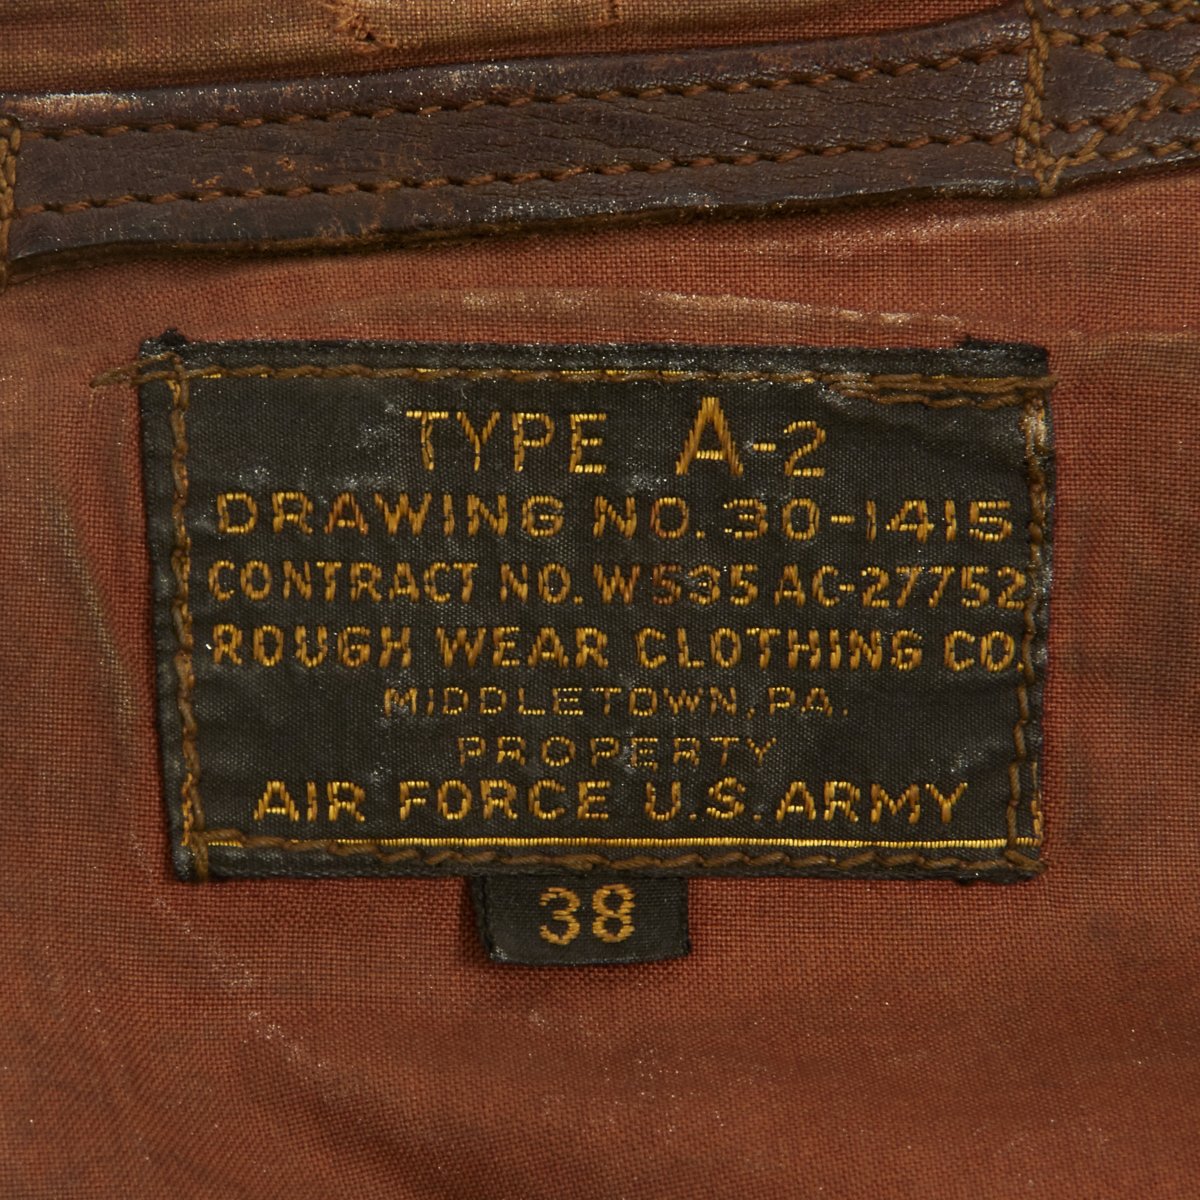 TYPE A-2
DRAWING NO. 30-1415
CONTRACT NO. W535 AC-27752
ROUGH WEAR CLOTHING CO.
MIDDLETOWN, PA.
PROPERTY
AIR FORCE U.S. ARMY
38